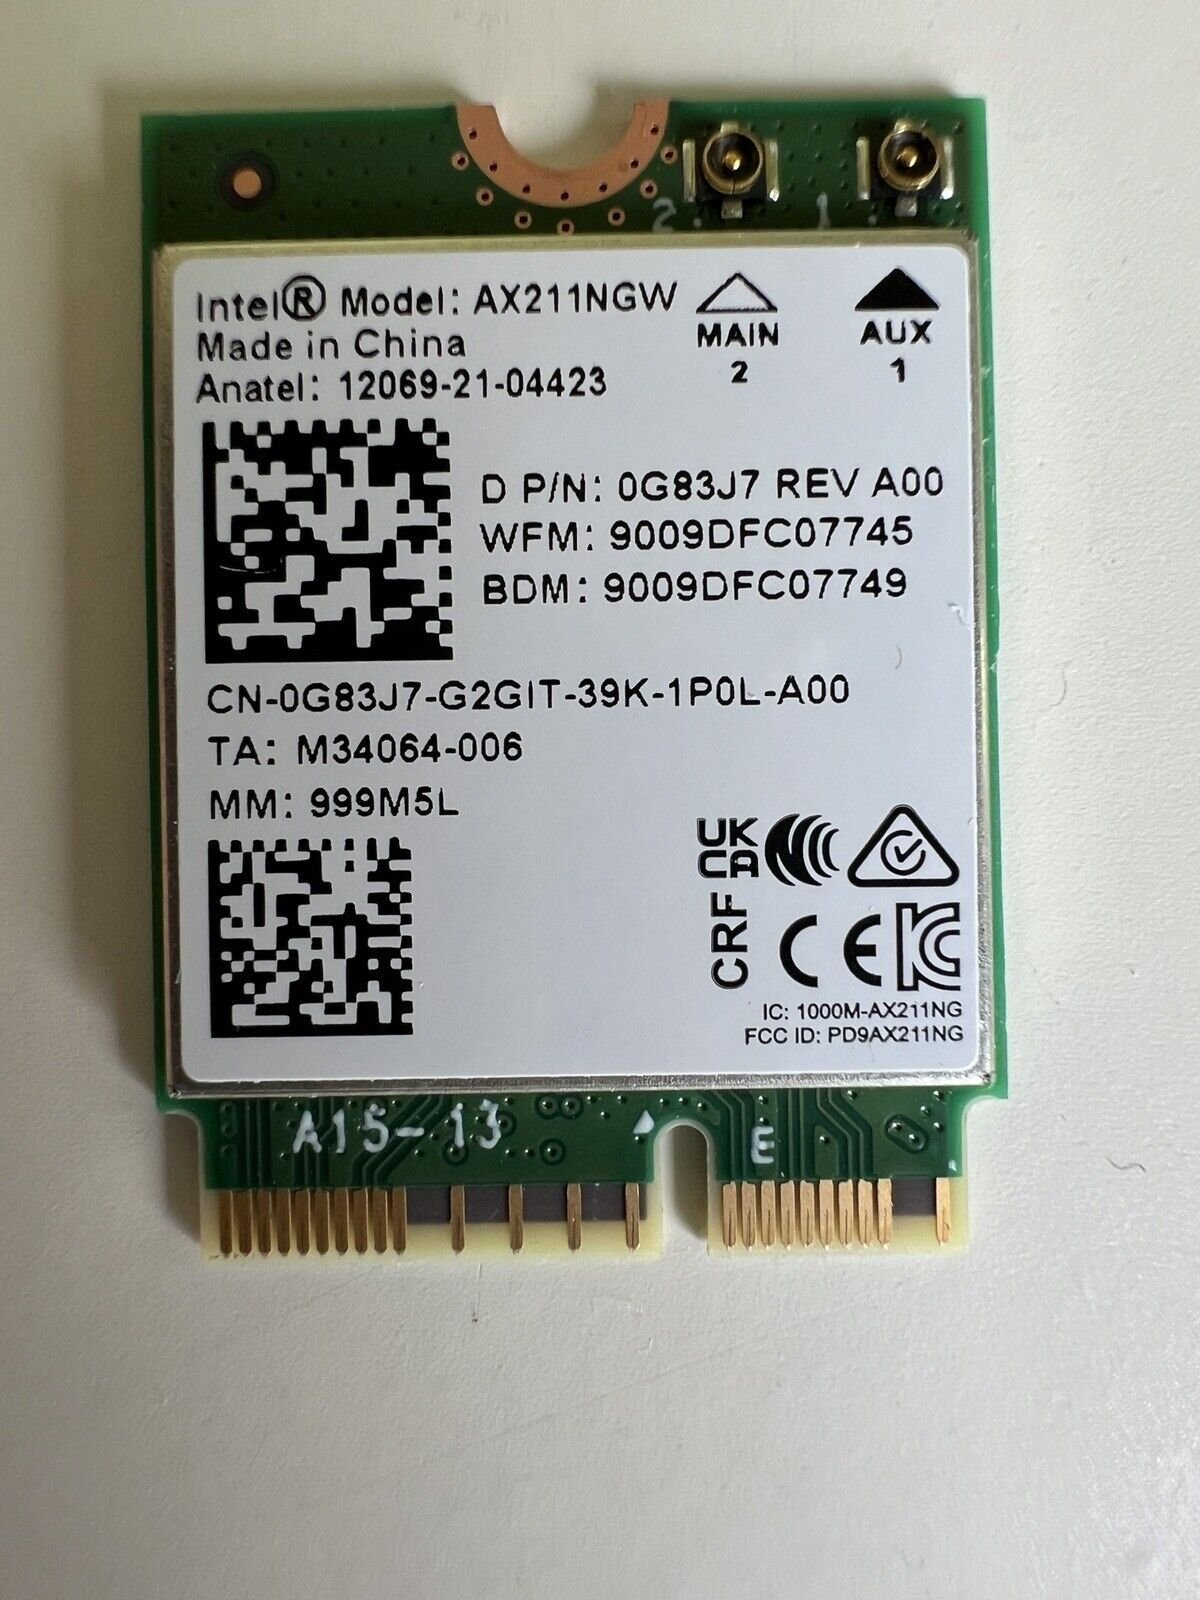 2 1
Intel® Model: AX211NGW
Made in China
Anatel: 12069-21-04423
MAIN
2
AUX
1
D P/N: 0G83J7 REV A00
WFM: 9009DFC07745
BDM: 9009DFC07749
CN-0G83J7-G2GIT-39K-1P0L-A00
TA: M34064-006
MM: 999M5L
UK
CA
CRF
CE
IC: 1000M-AX211NG
FCC ID: PD9AX211NG
A15-13
E